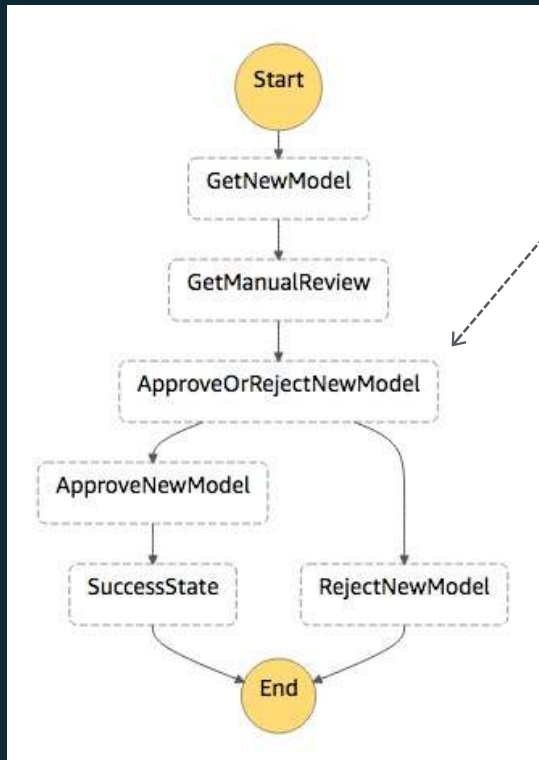 Start
GetNewModel
GetManualReview
ApproveOrRejectNewModel
ApproveNewModel
SuccessState
RejectNewModel
End